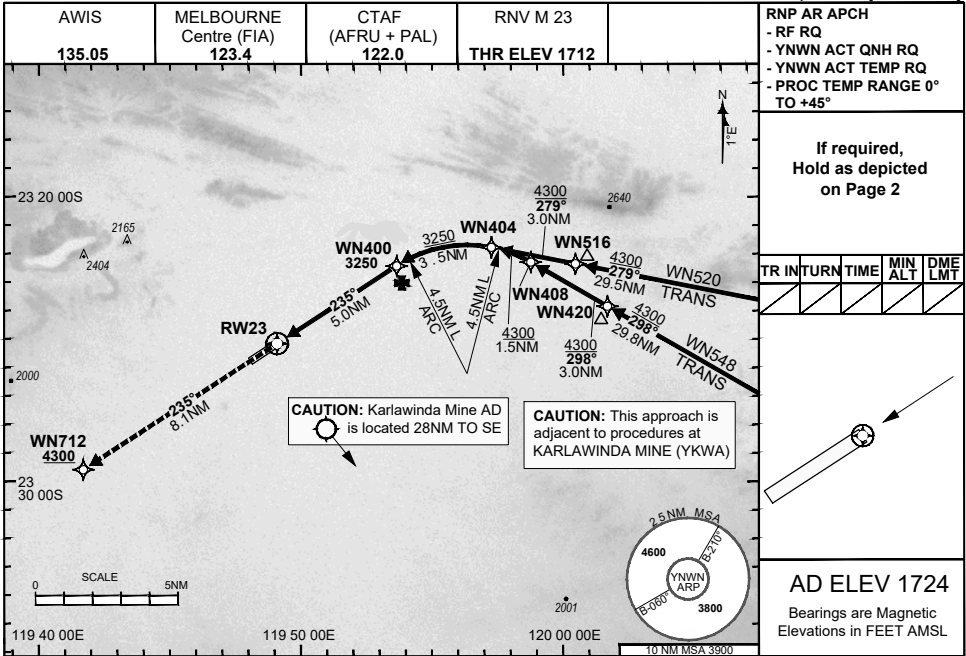 AWIS
135.05
MELBOURNE
Centre (FIA)
123.4
CTAF
(AFRU + PAL)
122.0
RNV M 23
THR ELEV 1712
RNP AR APCH
- RF RQ
- YNWN ACT QNH RQ
- YNWN ACT TEMP RQ
- PROC TEMP RANGE 0°
TO +45°
If required,
Hold as depicted
on Page 2
TR IN
TURN
TIME
MIN
ALT
DME
LMT
N
1°E
23 20 00S
2165
2404
2640
4300
279°
3.0NM
WN404
WN516
4300
279°
29.5NM
WN520
TRANS
WN400
3250
3250
3.5NM
WN408
WN420
4300
298°
29.8NM
WN548
TRANS
4.5NM L
ARC
4.5NM L
ARC
4300
1.5NM
4300
298°
3.0NM
235°
5.0NM
RW23
2000
235°
8.1NM
WN712
4300
CAUTION: Karlawinda Mine AD
is located 28NM TO SE
CAUTION: This approach is
adjacent to procedures at
KARLAWINDA MINE (YKWA)
23
30 00S
SCALE
0
5NM
25NM MSA
4600
B-210°
YNWN
ARP
B-060°
3800
10 NM MSA 3900
2001
119 40 00E
119 50 00E
120 00 00E
AD ELEV 1724
Bearings are Magnetic
Elevations in FEET AMSL